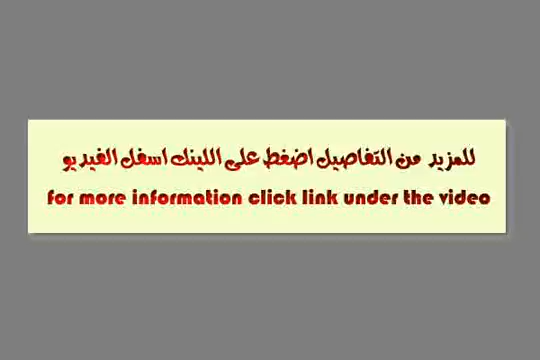 للمزيد من التفاصيل اضغط على اللينك اسفل الفيديو
for more information click link under the video